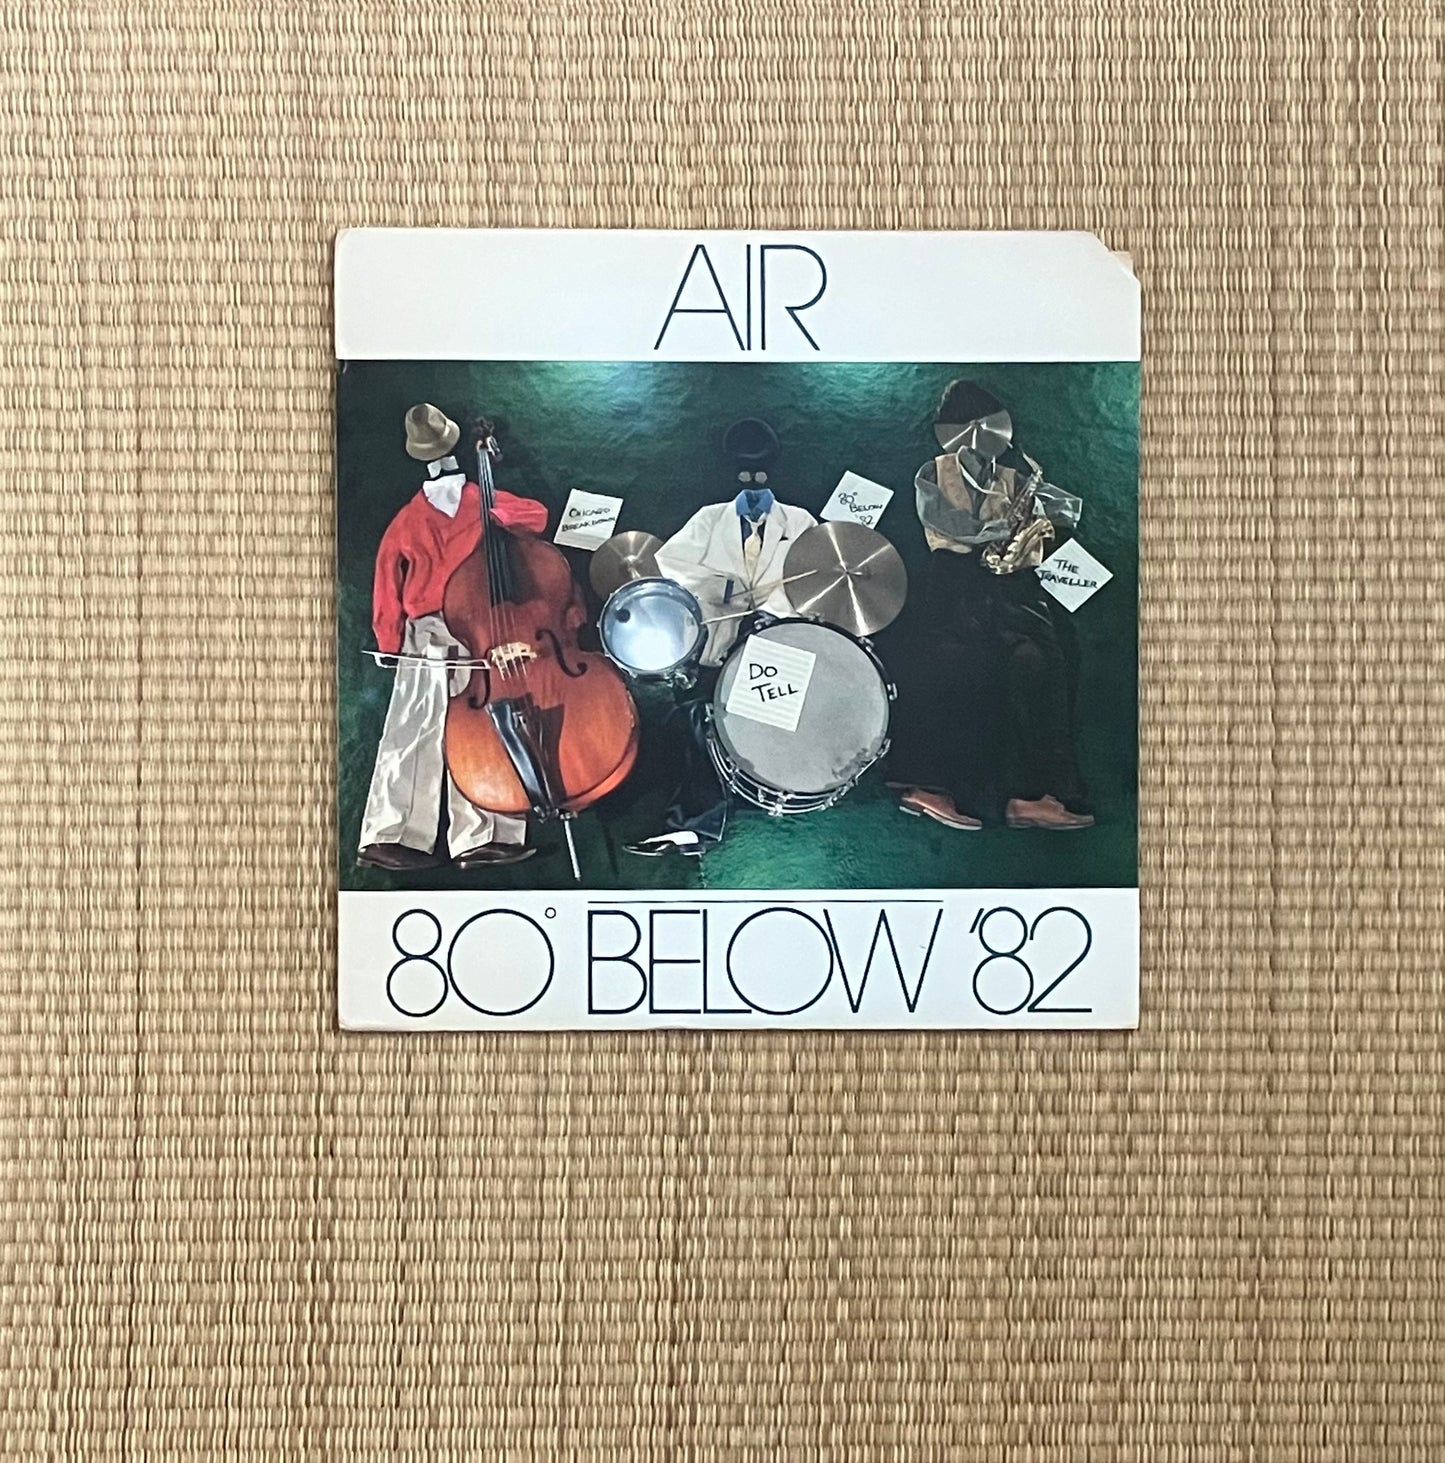 AIR
CHICAGO
BREAKDOWN
80°
BELOW
'82
THE
TRAVELLER
DO
TELL
80° BELOW '82